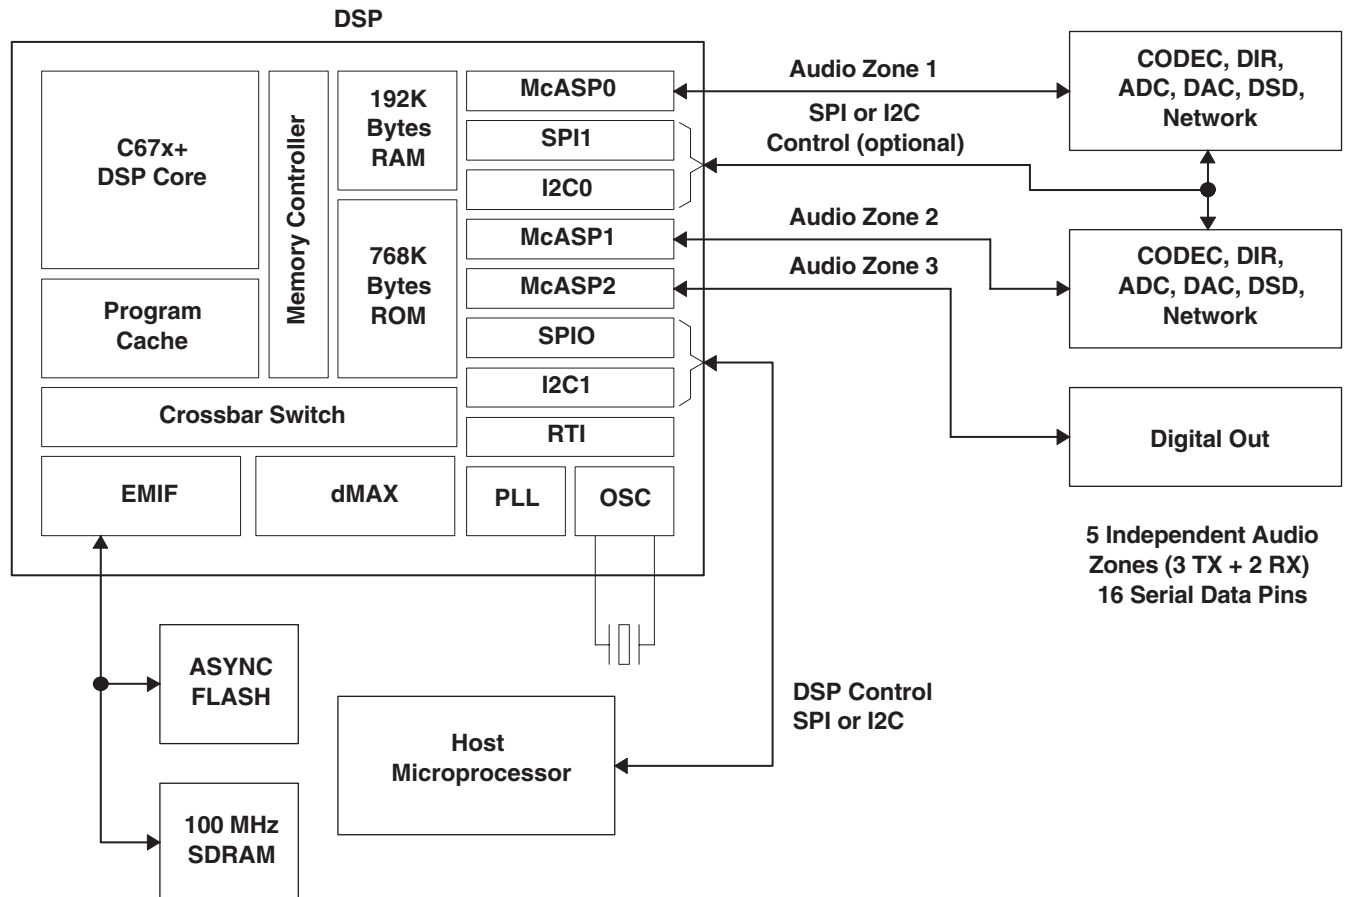 DSP
C67x+
DSP Core
Program
Cache
Memory Controller
192K
Bytes
RAM
768K
Bytes
ROM
McASP0
SPI1
I2C0
McASP1
McASP2
SPIO
I2C1
RTI
PLL
OSC
Crossbar Switch
EMIF
dMAX
Audio Zone 1
SPI or I2C
Control (optional)
Audio Zone 2
Audio Zone 3
CODEC, DIR,
ADC, DAC, DSD,
Network
CODEC, DIR,
ADC, DAC, DSD,
Network
Digital Out
5 Independent Audio
Zones (3 TX + 2 RX)
16 Serial Data Pins
ASYNC
FLASH
100 MHz
SDRAM
Host
Microprocessor
DSP Control
SPI or I2C